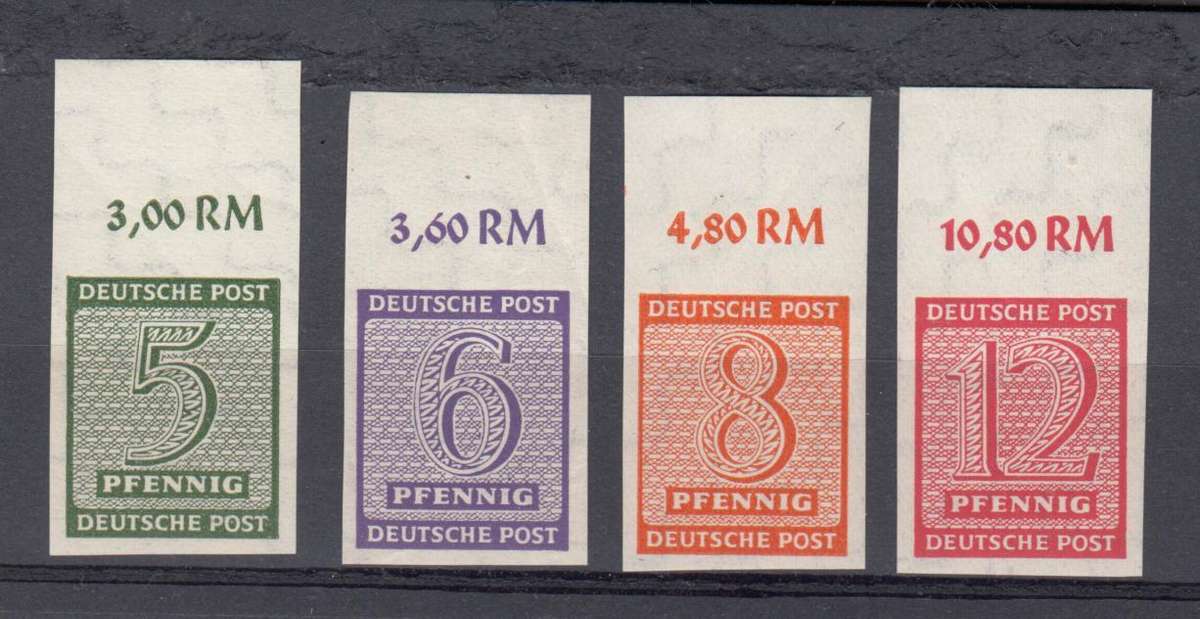 3,00 RM
DEUTSCHE POST
5
PFENNIG
DEUTSCHE POST
3,60 RM
DEUTSCHE POST
6
PFENNIG
DEUTSCHE POST
4,80 RM
DEUTSCHE POST
8
PFENNIG
DEUTSCHE POST
10,80 RM
DEUTSCHE POST
12
PFENNIG
DEUTSCHE POST